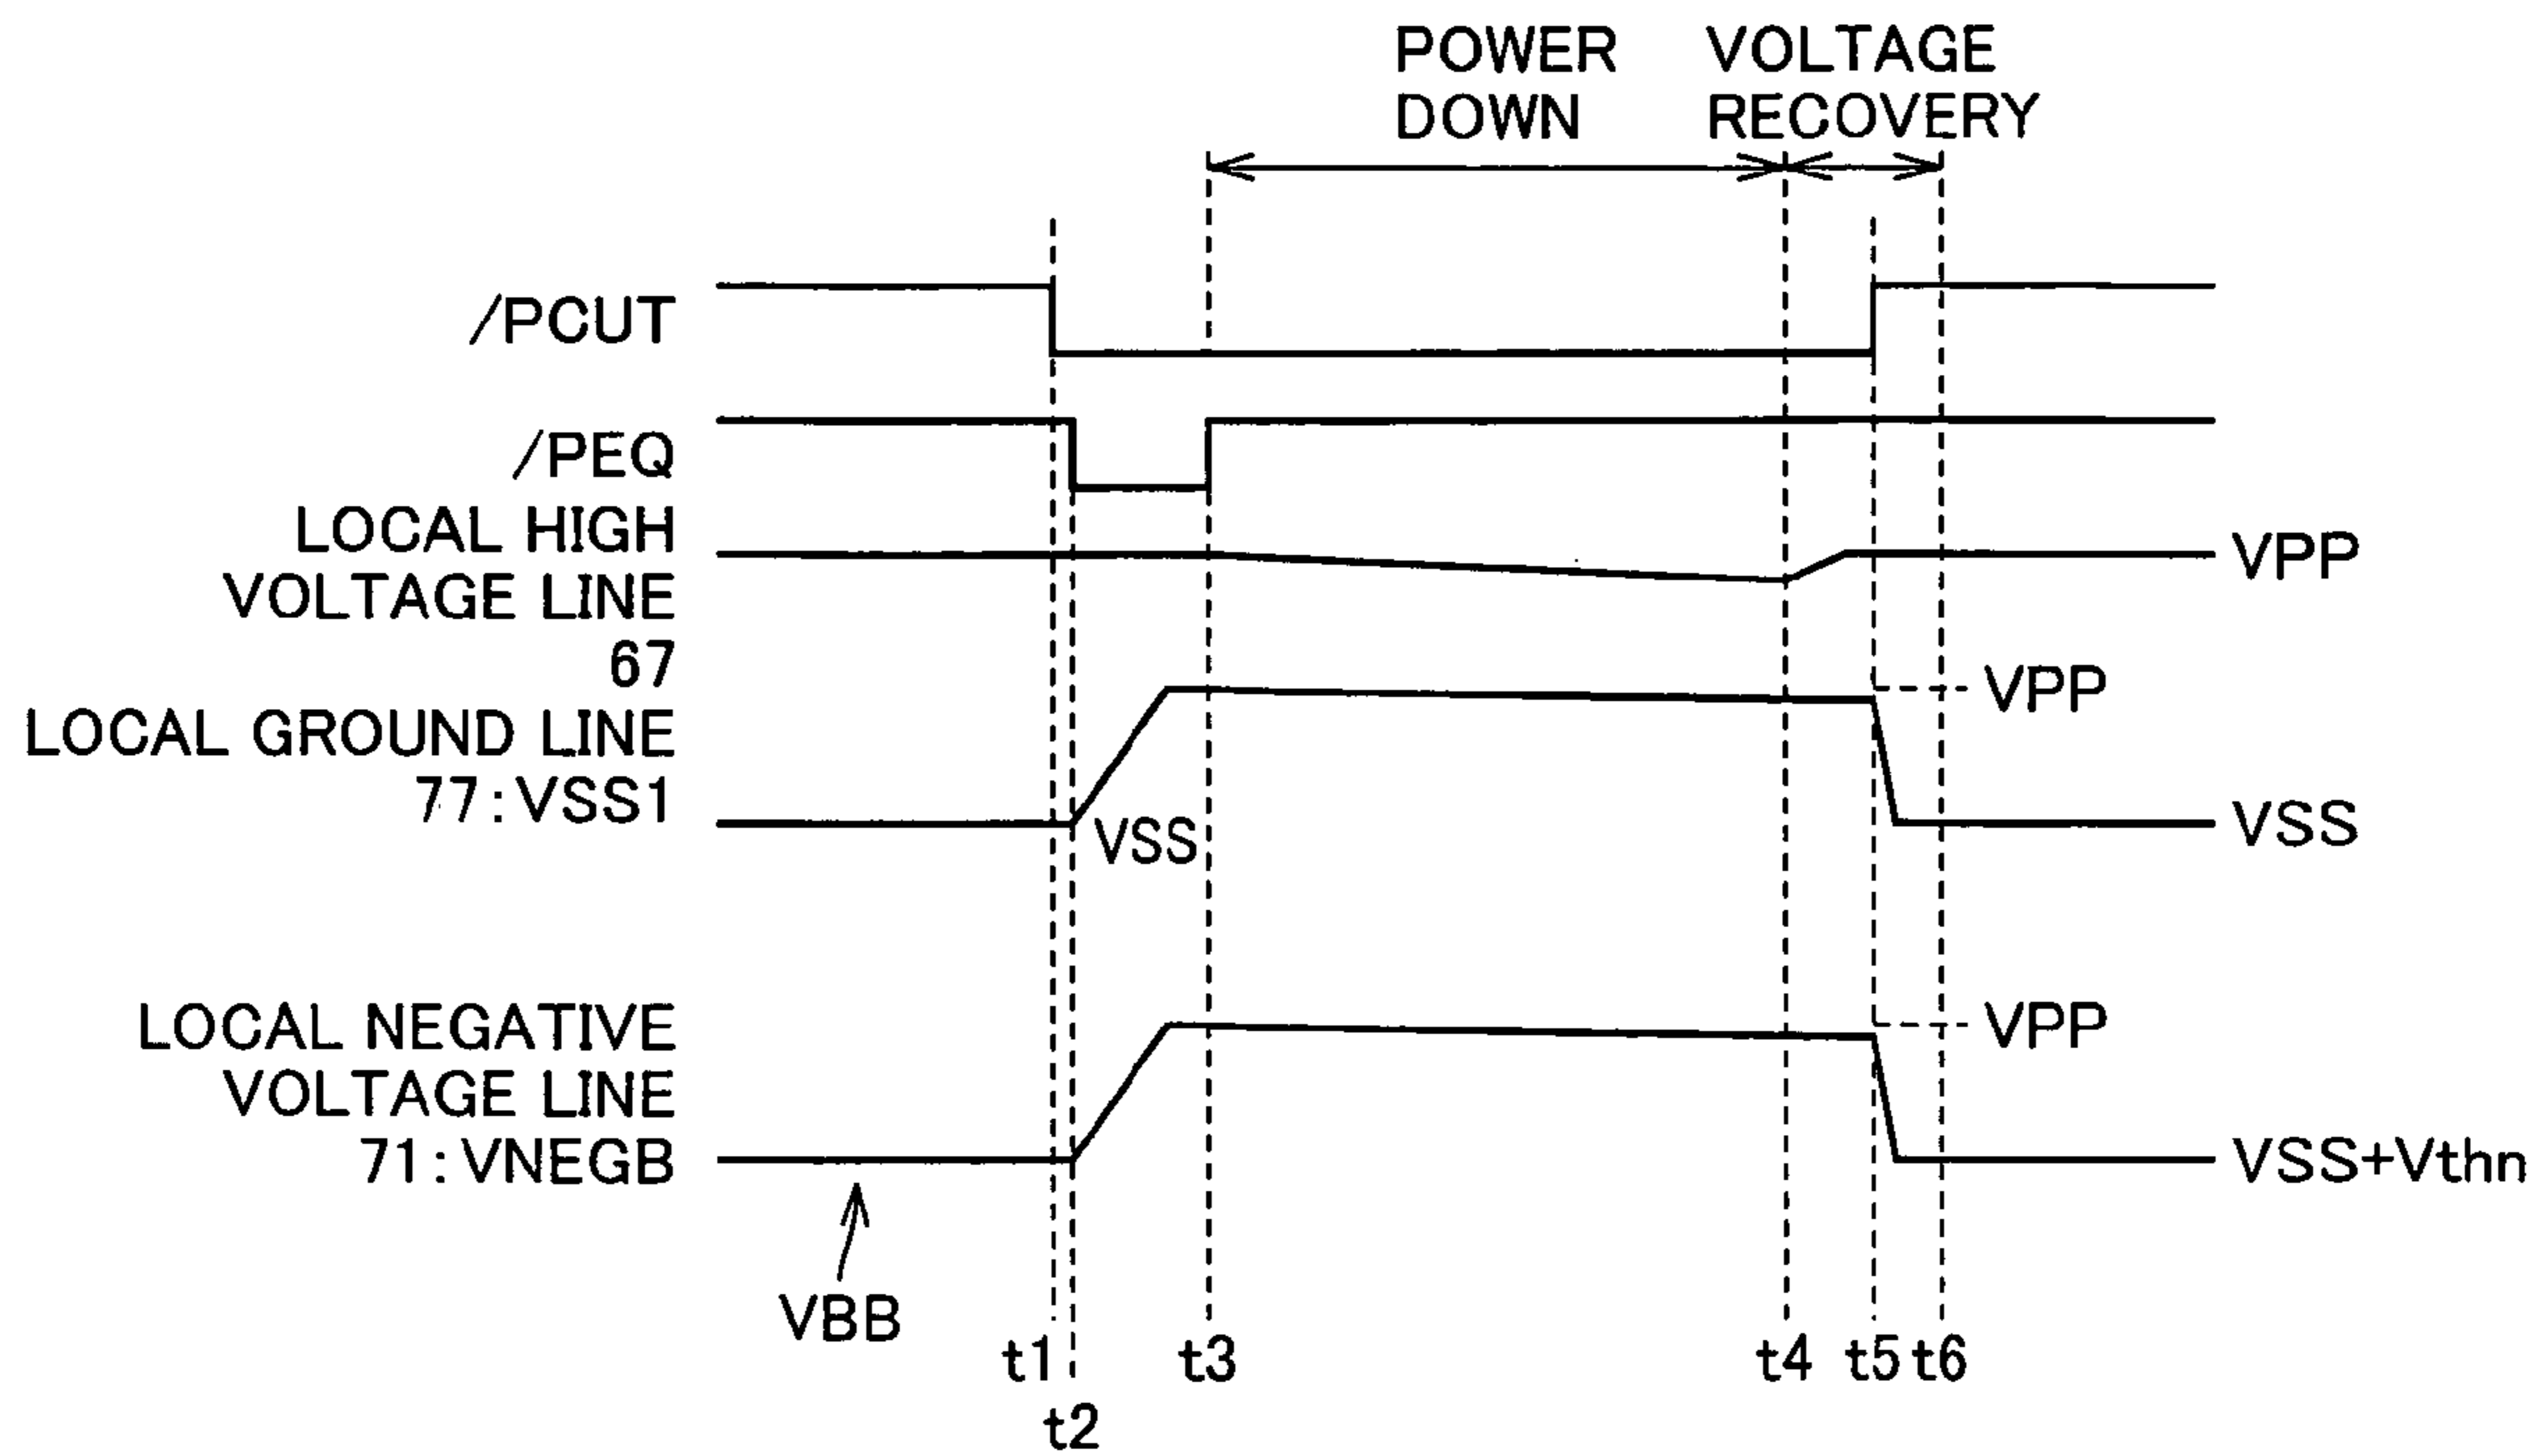 POWER DOWN
VOLTAGE RECOVERY
/PCUT
/PEQ
LOCAL HIGH
VOLTAGE LINE
67
VPP
LOCAL GROUND LINE
77:VSS1
VPP
VSS
VSS
LOCAL NEGATIVE
VOLTAGE LINE
71:VNEGB
VPP
VSS+Vthn
VBB
t1
t2
t3
t4
t5
t6